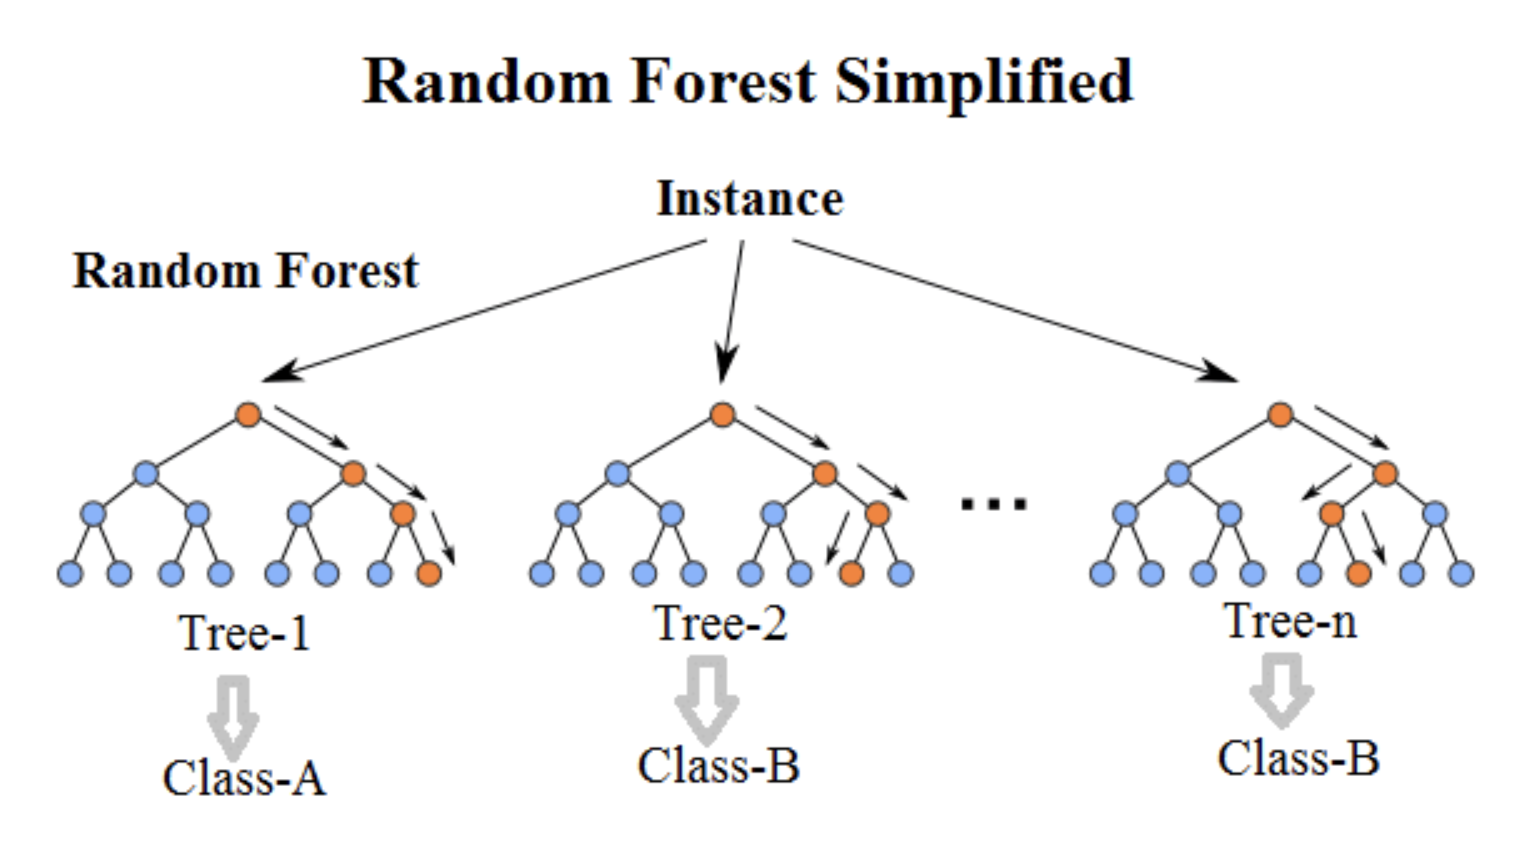 Random Forest Simplified
Instance
Random Forest
...
Tree-1
Tree-2
Tree-n
Class-A
Class-B
Class-B